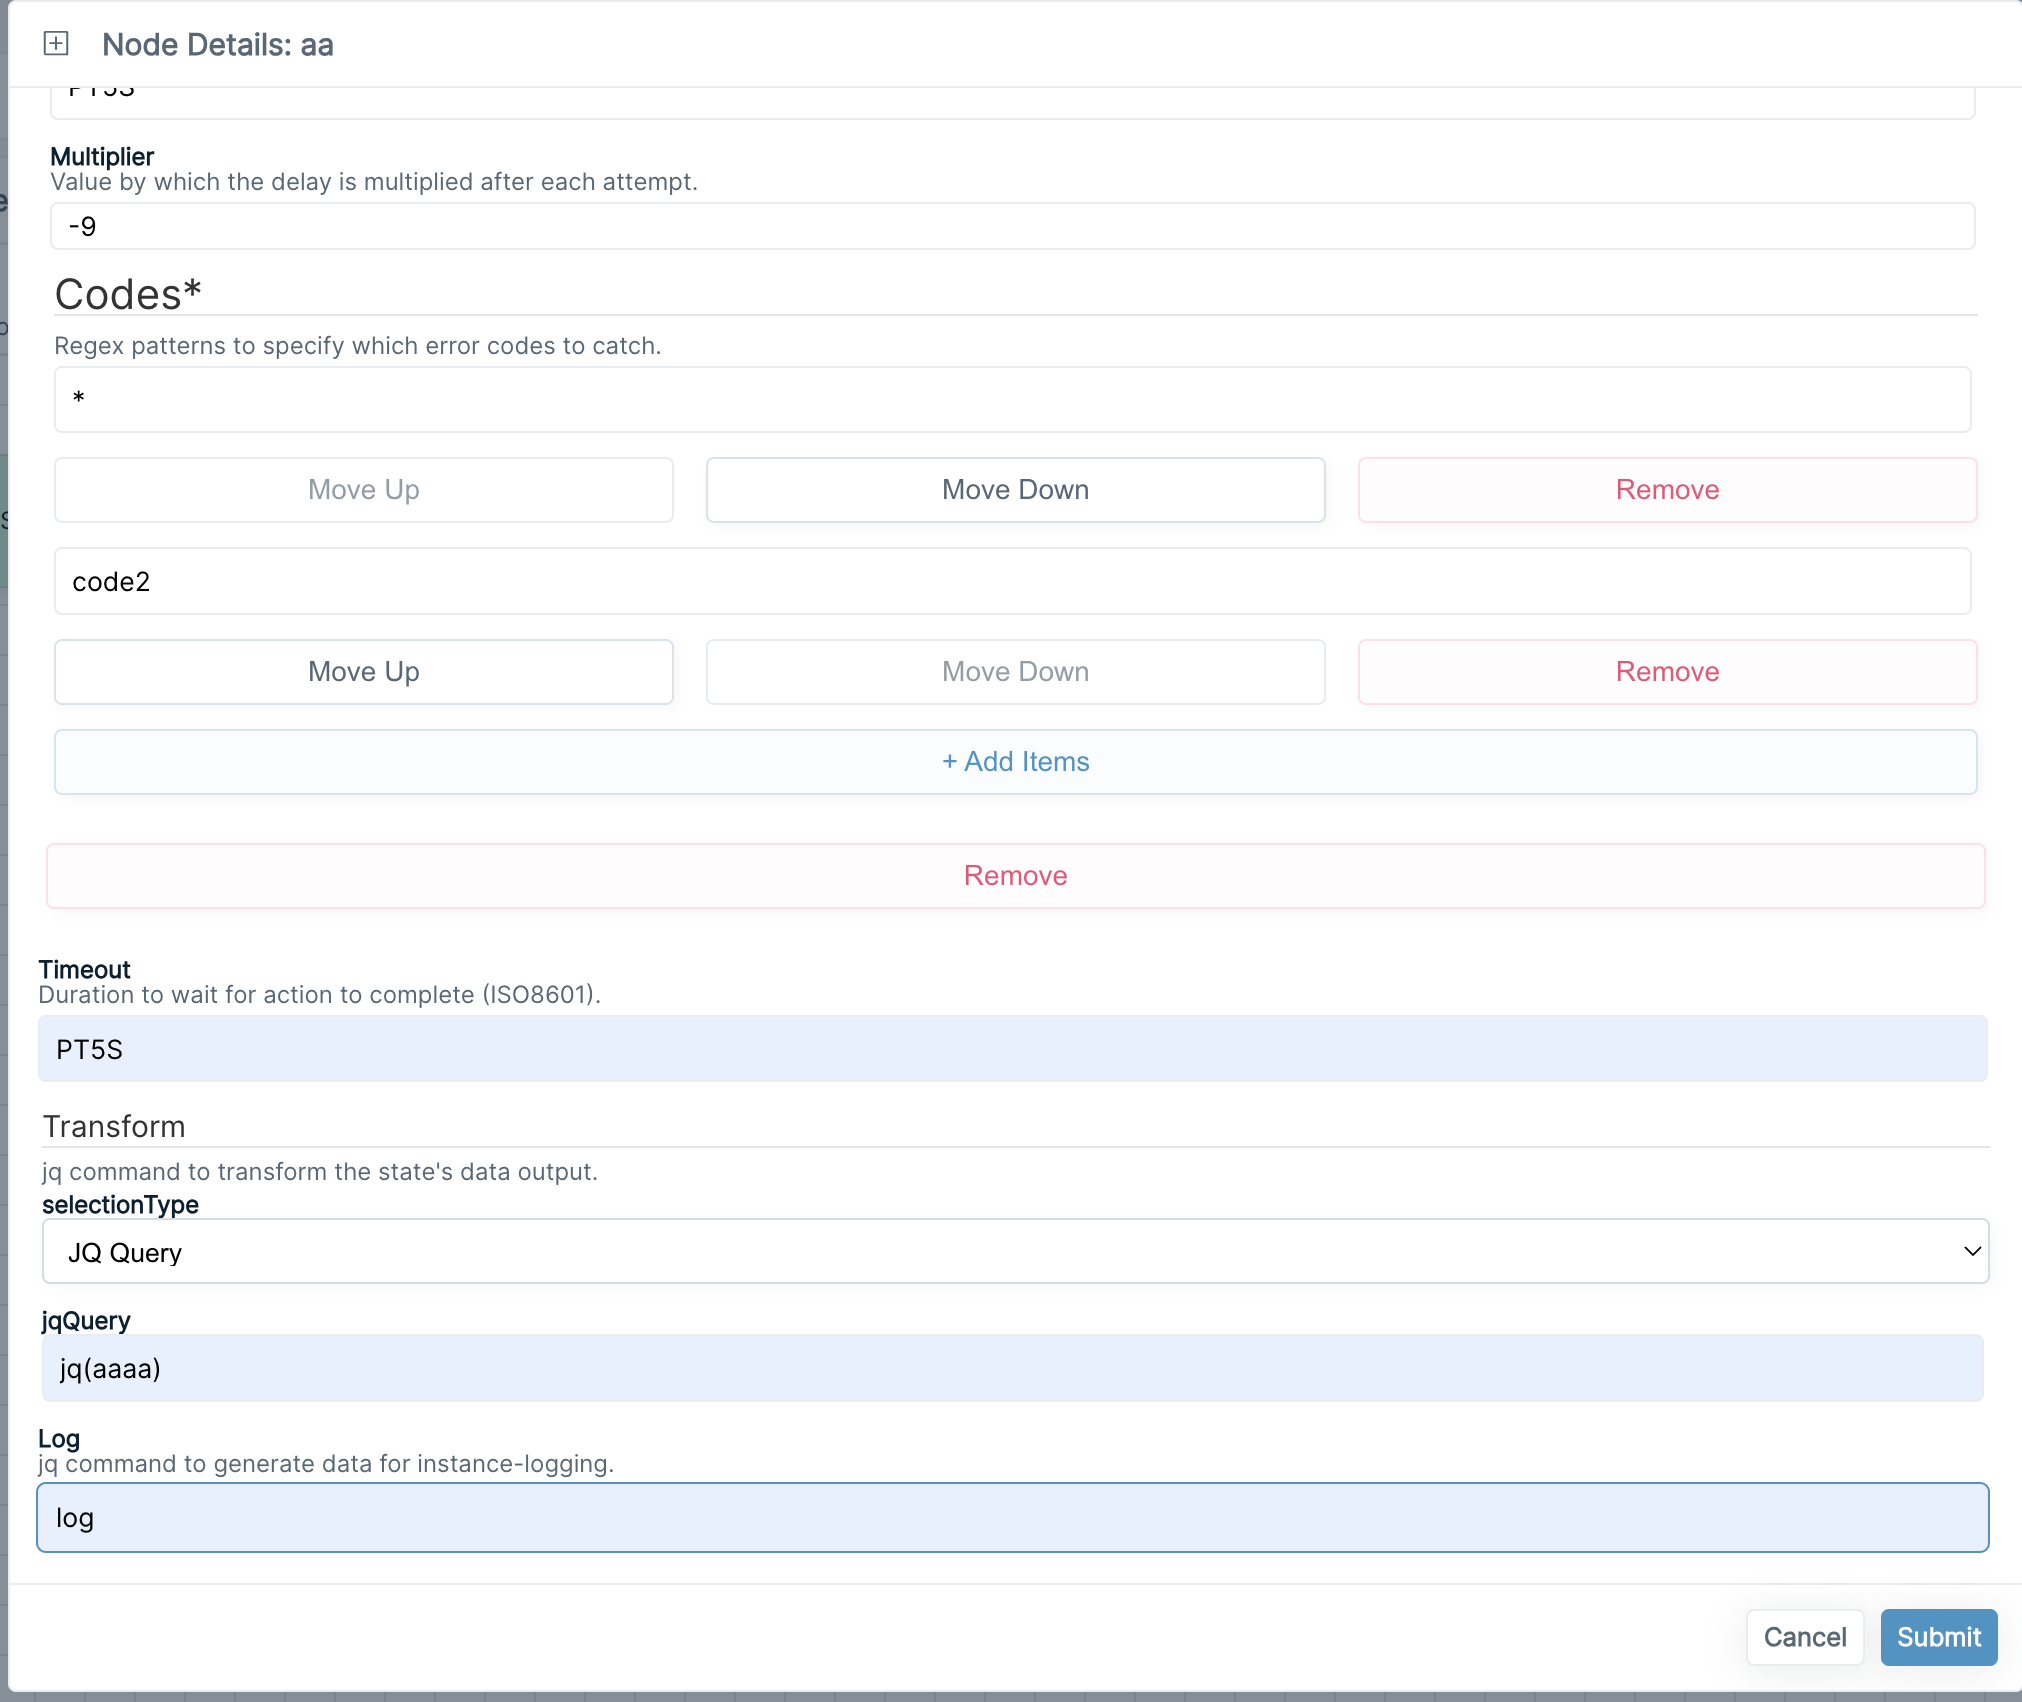 Node Details: aa
PT5S
Multiplier
Value by which the delay is multiplied after each attempt.
-9
Codes*
Regex patterns to specify which error codes to catch.
*
Move Up
Move Down
Remove
code2
Move Up
Move Down
Remove
+ Add Items
Remove
Timeout
Duration to wait for action to complete (ISO8601).
PT5S
Transform
jq command to transform the state's data output.
selectionType
JQ Query
jqQuery
jq(aaaa)
Log
jq command to generate data for instance-logging.
log
Cancel
Submit